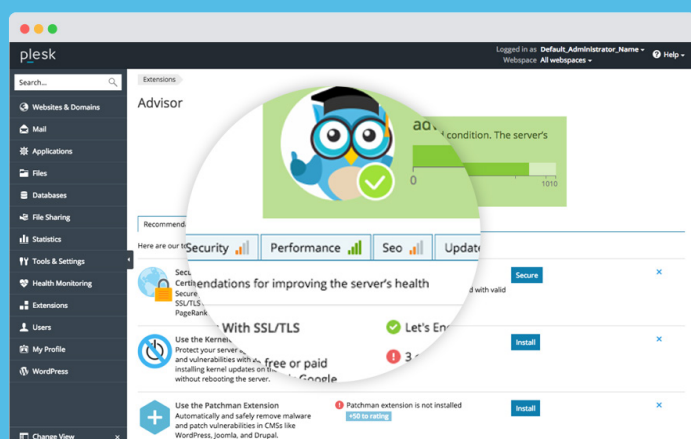 plesk
Logged in as Default_Administrator_Name
Webspace All webspaces
Help
Search...
Websites & Domains
Mail
Applications
Files
Databases
File Sharing
Statistics
Tools & Settings
Health Monitoring
Extensions
Users
My Profile
WordPress
Change View
Extensions
Advisor
condition. The server's
0
1010
Recommend
Security
Performance
Seo
Update
Here are our to
endations for improving the server's health
Secu
Certi
Secure
SSL/TLS
PageRank
With SSL/TLS
Let's En
d with valid
Secure
free or paid
Google
3
Use the Kernel
Protect your server
and vulnerabilities with
installing kernel updates on th
without rebooting the server.
Install
Use the Patchman Extension
Automatically and safely remove malware
and patch vulnerabilities in CMSs like
WordPress, Joomla, and Drupal.
Patchman extension is not installed
+50 to rating
Install